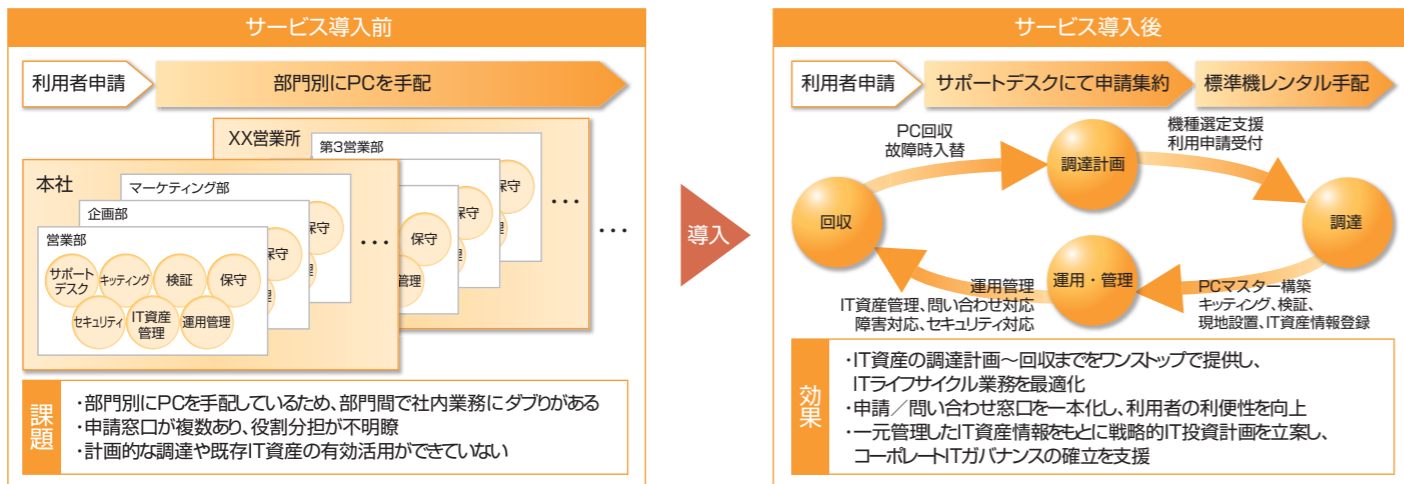 サービス導入前
利用者申請
部門別にPCを手配
XX営業所
第3営業部
保守
保守
理
保守
管理
…
…
本社
マーケティング部
保守
理
企画部
保守
理
…
営業部
サポート
デスク
キッティング
検証
保守
セキュリティ
IT資産
管理
運用管理
課題
・部門別にPCを手配しているため、部門間で社内業務にダブりがある
・申請窓口が複数あり、役割分担が不明瞭
・計画的な調達や既存IT資産の有効活用ができていない
導入
サービス導入後
利用者申請
サポートデスクにて申請集約
標準機レンタル手配
PC回収
故障時入替
調達計画
機種選定支援
利用申請受付
回収
調達
運用・管理
運用管理
IT資産管理、問い合わせ対応
障害対応、セキュリティ対応
PCマスター構築
キッティング、検証、
現地設置、IT資産情報登録
効果
・IT資産の調達計画～回収までをワンストップで提供し、
ITライフサイクル業務を最適化
・申請／問い合わせ窓口を一本化し、利用者の利便性を向上
・一元管理したIT資産情報をもとに戦略的IT投資計画を立案し、
コーポレートITガバナンスの確立を支援